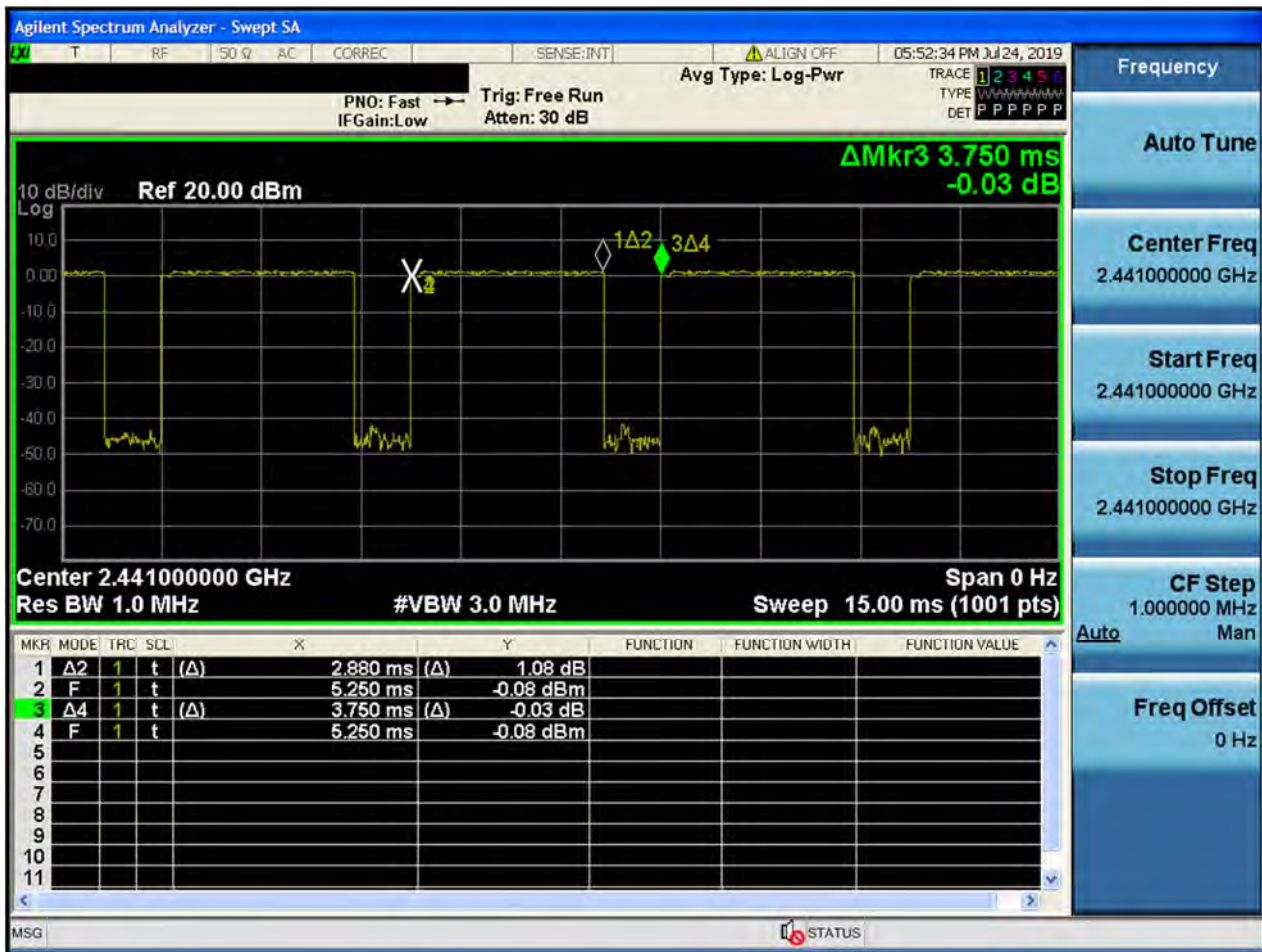 Agilent Spectrum Analyzer - Swept SA
LXI T RF 50 Ω AC CORREC SENSE:INT ALIGN OFF 05:52:34 PM Jul 24, 2019
Avg Type: Log-Pwr
TRACE 1 2 3 4 5 6
PNO: Fast Trig: Free Run
TYPE
IFGain:Low Atten: 30 dB
DET P P P P P P
ΔMkr3 3.750 ms
-0.03 dB
10 dB/div Ref 20.00 dBm
Log
10.0
0.00
-10.0
-20.0
-30.0
-40.0
-50.0
-60.0
-70.0
1Δ2 3Δ4
Center 2.441000000 GHz Span 0 Hz
Res BW 1.0 MHz #VBW 3.0 MHz Sweep 15.00 ms (1001 pts)
MKR MODE TRC SCL X Y FUNCTION FUNCTION WIDTH FUNCTION VALUE
1 Δ2 1 t (Δ) 2.880 ms (Δ) 1.08 dB
2 F 1 t 5.250 ms -0.08 dBm
3 Δ4 1 t (Δ) 3.750 ms (Δ) -0.03 dB
4 F 1 t 5.250 ms -0.08 dBm
5
6
7
8
9
10
11
MSG STATUS
Frequency
Auto Tune
Center Freq
2.441000000 GHz
Start Freq
2.441000000 GHz
Stop Freq
2.441000000 GHz
CF Step
1.000000 MHz
Auto Man
Freq Offset
0 Hz